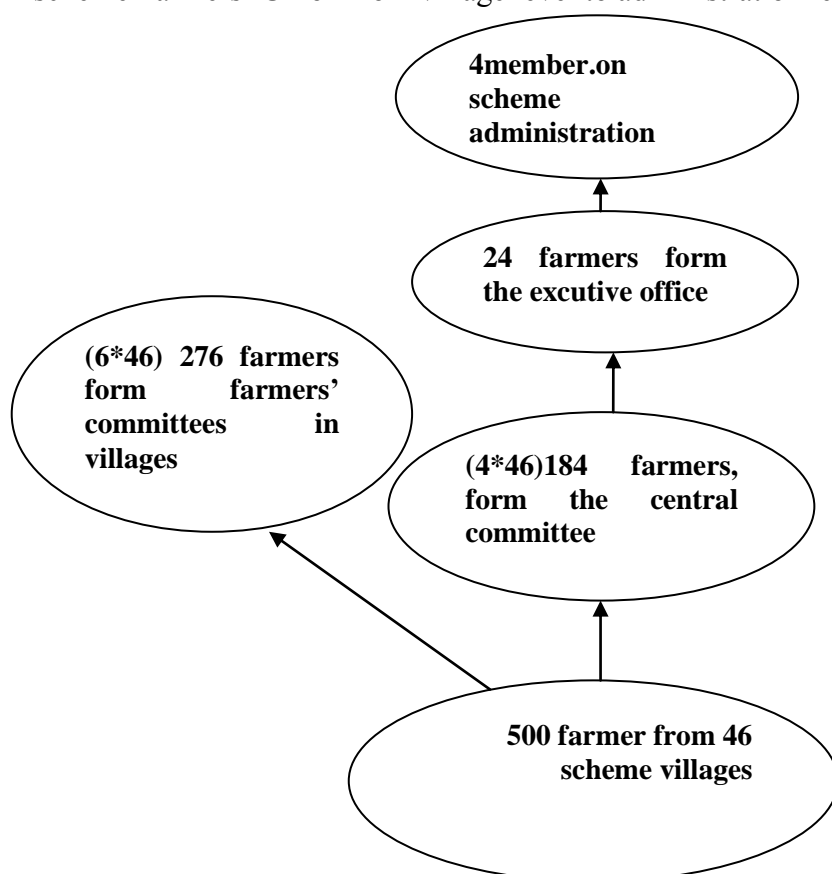 4member.on
scheme
administration
24 farmers form
the excutive office
(6*46) 276 farmers
form farmers’
committees in
villages
(4*46)184 farmers,
form the central
committee
500 farmer from 46
scheme villages